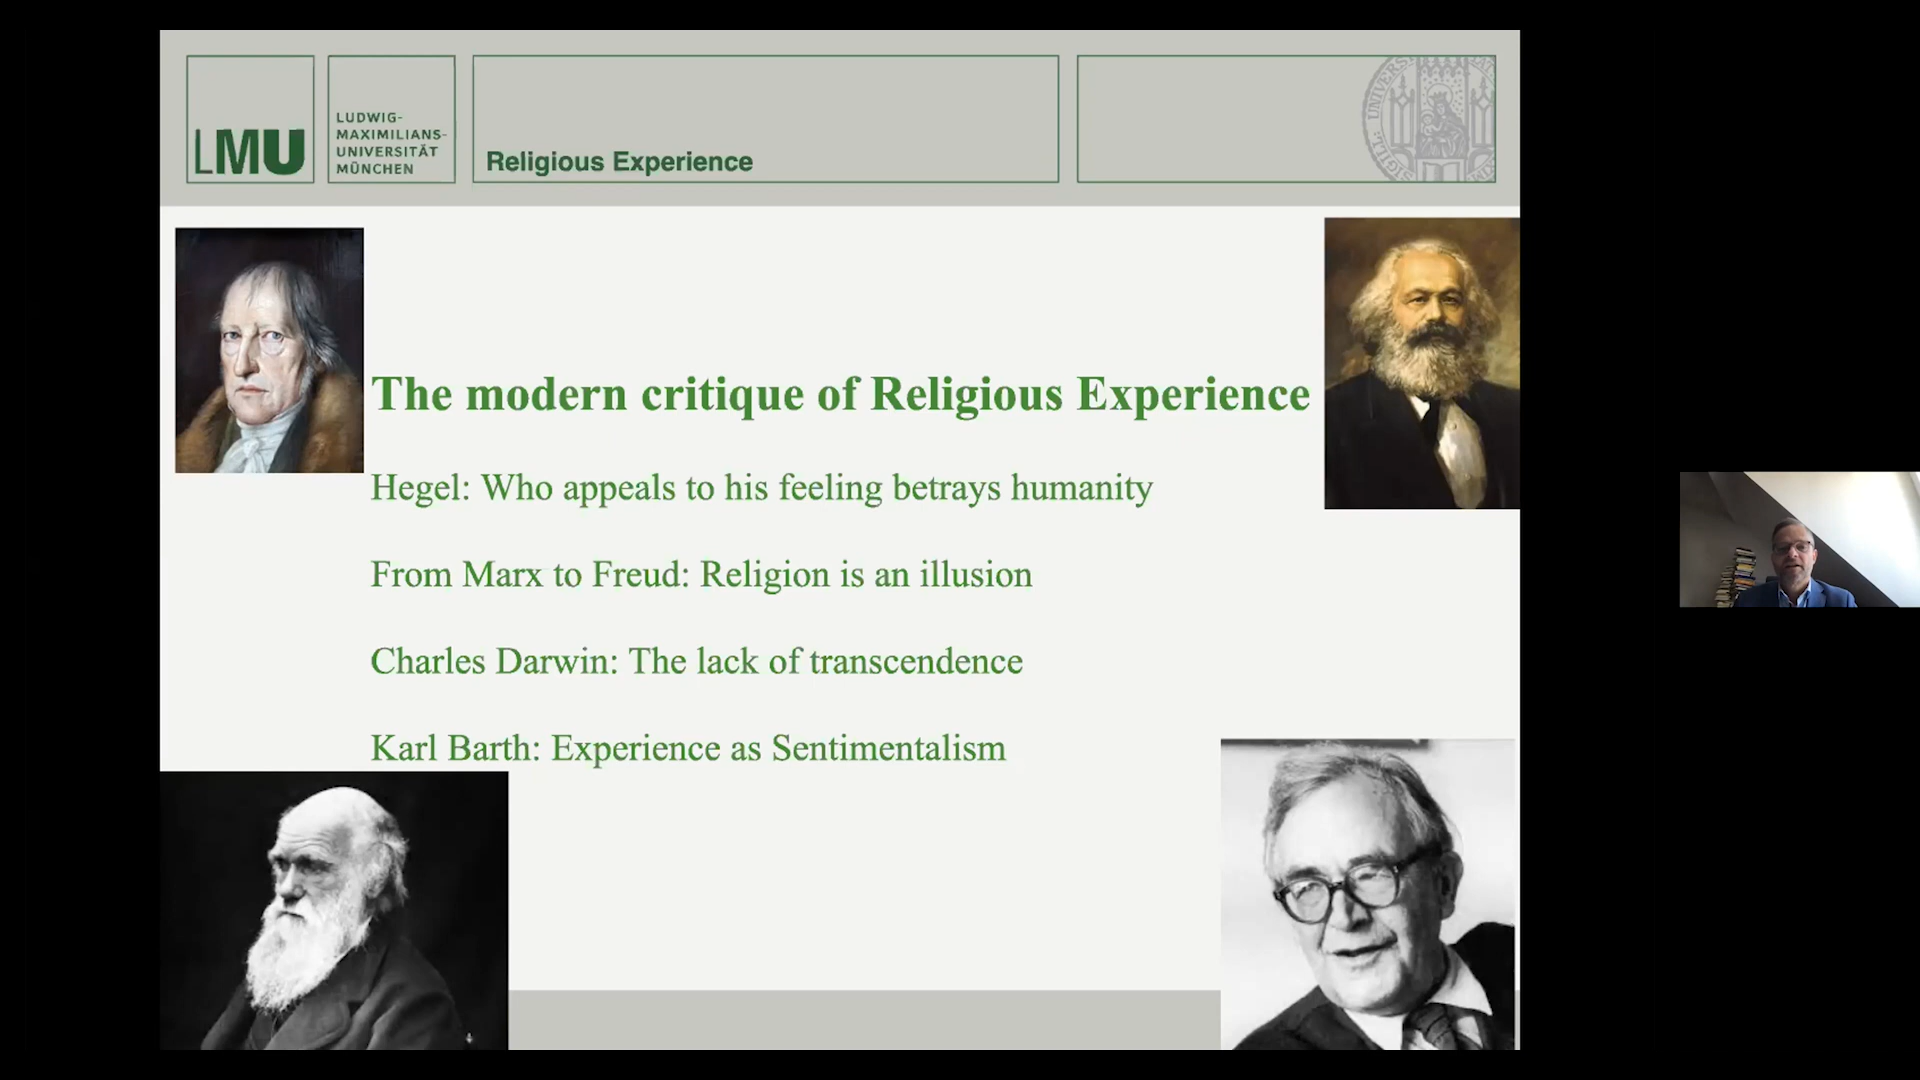 LMU
LUDWIG-
MAXIMILIANS-
UNIVERSITÄT
MÜNCHEN
Religious Experience
The modern critique of Religious Experience
Hegel: Who appeals to his feeling betrays humanity
From Marx to Freud: Religion is an illusion
Charles Darwin: The lack of transcendence
Karl Barth: Experience as Sentimentalism